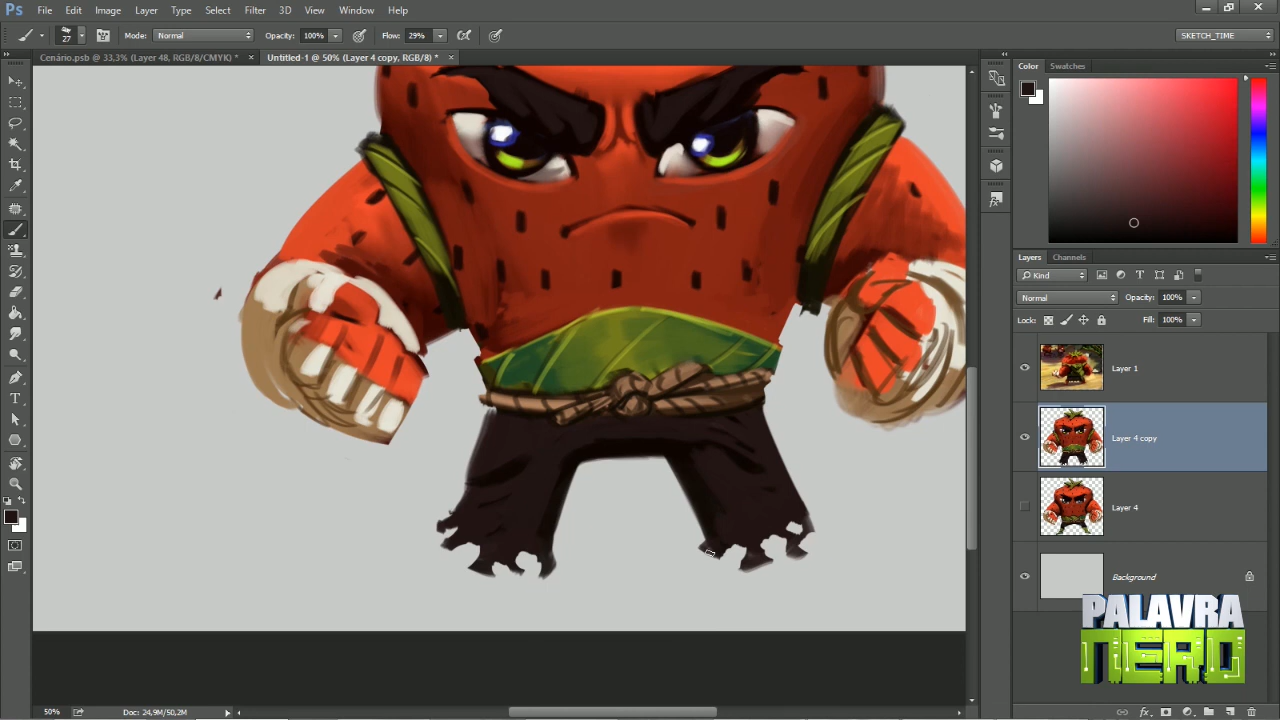 Ps File Edit Image Layer Type Select Filter 3D View Window Help
27 Mode: Normal Opacity: 100% Flow: 29% SKETCH_TIME
Cenário.psb @ 33,3% (Layer 48, RGB/8/CMYK) * Untitled-1 @ 50% (Layer 4 copy, RGB/8) *
Color Swatches
Layers Channels
Kind
Normal Opacity: 100%
Lock: Fill: 100%
Layer 1
Layer 4 copy
Layer 4
Background
PALAVRA
NERD
50% Doc: 24,9M/50,2M